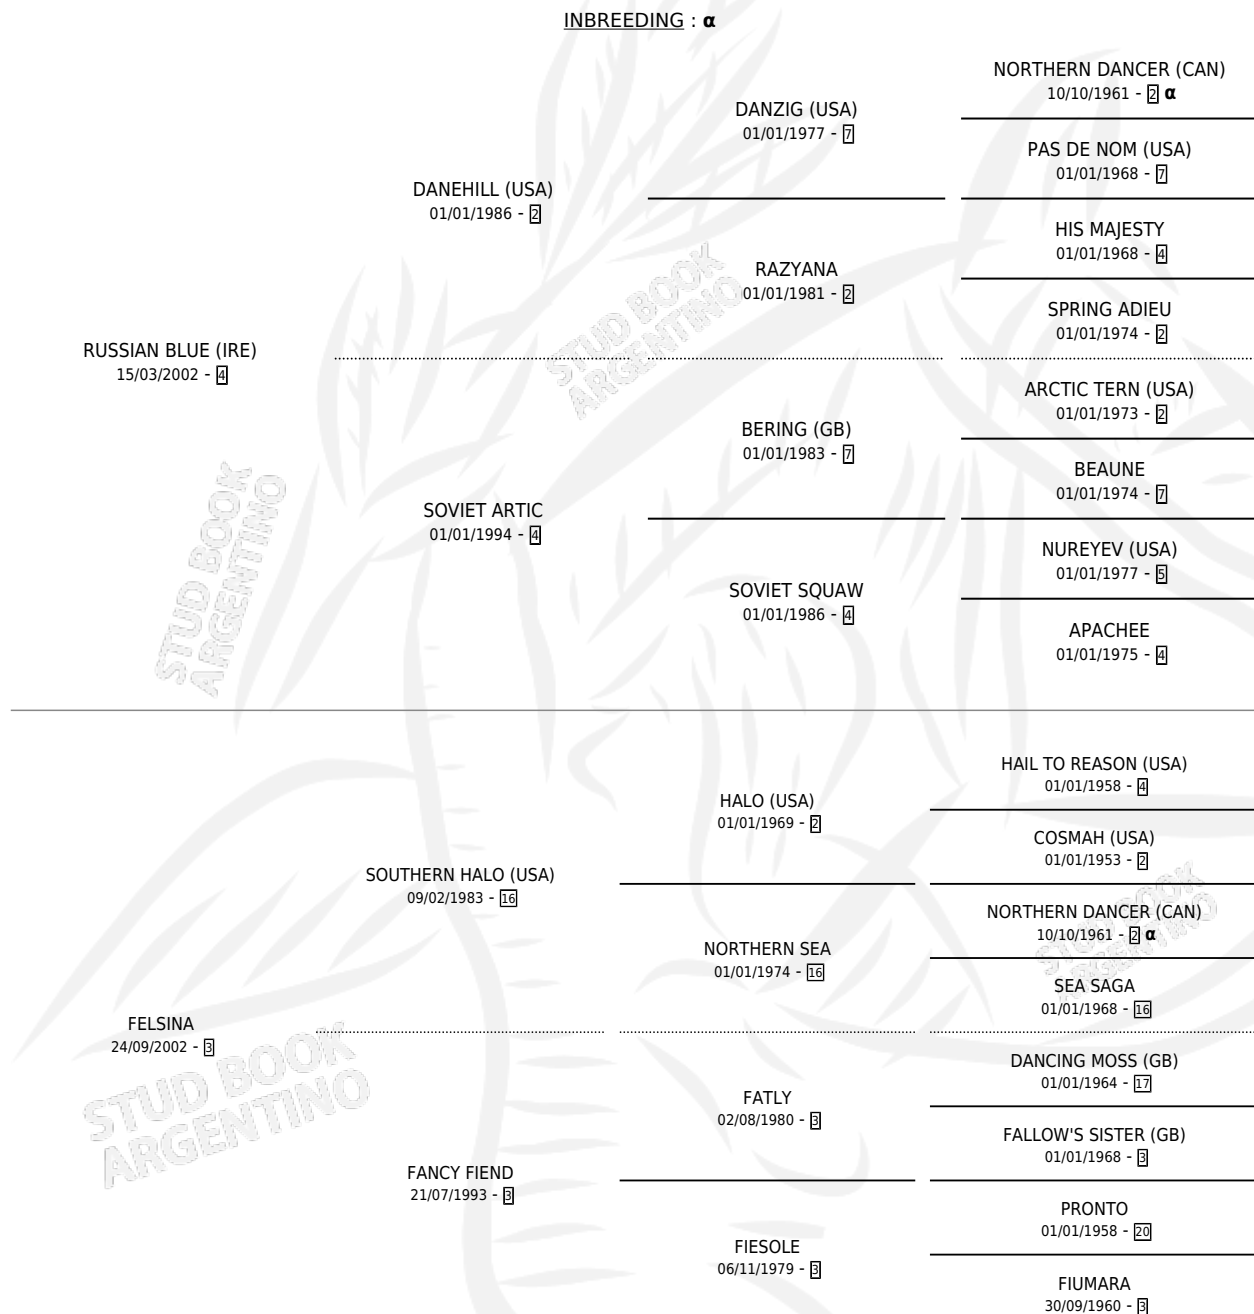 INBREEDING : α
NORTHERN DANCER (CAN)
10/10/1961 - 2 α
DANZIG (USA)
01/01/1977 - 7
PAS DE NOM (USA)
01/01/1968 - 7
DANEHILL (USA)
01/01/1986 - 2
HIS MAJESTY
01/01/1968 - 4
RAZYANA
01/01/1981 - 2
SPRING ADIEU
01/01/1974 - 2
RUSSIAN BLUE (IRE)
15/03/2002 - 4
ARCTIC TERN (USA)
01/01/1973 - 2
BERING (GB)
01/01/1983 - 7
BEAUNE
01/01/1974 - 7
SOVIET ARTIC
01/01/1994 - 4
NUREYEV (USA)
01/01/1977 - 5
SOVIET SQUAW
01/01/1986 - 4
APACHEE
01/01/1975 - 4
HAIL TO REASON (USA)
01/01/1958 - 4
HALO (USA)
01/01/1969 - 2
COSMAH (USA)
01/01/1953 - 2
SOUTHERN HALO (USA)
09/02/1983 - 16
NORTHERN DANCER (CAN)
10/10/1961 - 2 α
NORTHERN SEA
01/01/1974 - 16
SEA SAGA
01/01/1968 - 16
FELSINA
24/09/2002 - 3
DANCING MOSS (GB)
01/01/1964 - 17
FATLY
02/08/1980 - 3
FALLOW'S SISTER (GB)
01/01/1968 - 3
FANCY FIEND
21/07/1993 - 3
PRONTO
01/01/1958 - 20
FIESOLE
06/11/1979 - 3
FIUMARA
30/09/1960 - 3
STUD BOOK
ARGENTINO
STUD BOOK
ARGENTINO
STUD BOOK
ARGENTINO
STUD BOOK
ARGENTINO